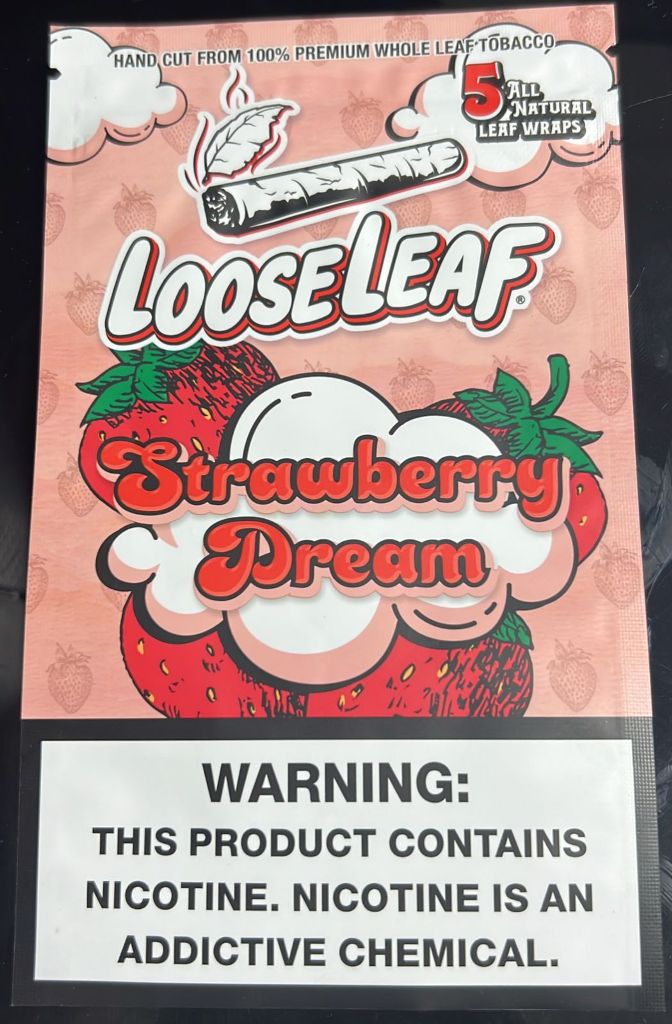 HAND CUT FROM 100% PREMIUM WHOLE LEAF TOBACCO
5 ALL
NATURAL
LEAF WRAPS
LOOSELEAF®
Strawberry
Dream
WARNING:
THIS PRODUCT CONTAINS
NICOTINE. NICOTINE IS AN
ADDICTIVE CHEMICAL.